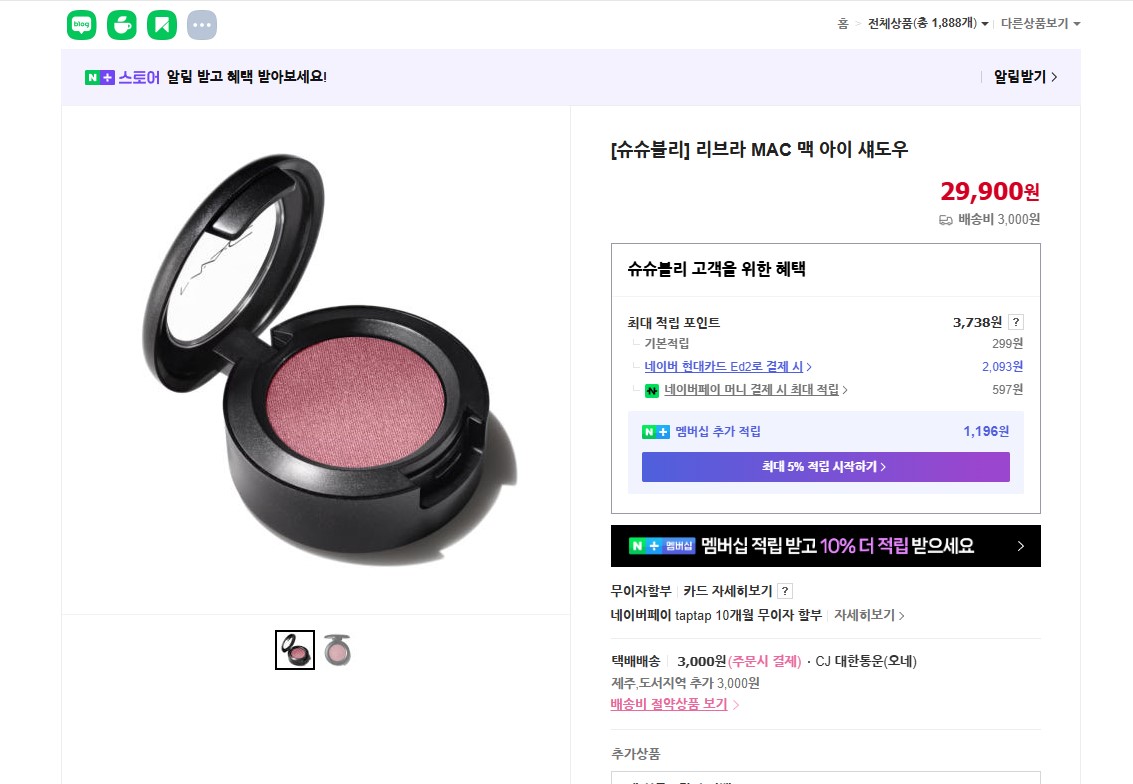 blog
홈 > 전체상품(총 1,888개) 다른상품보기
N+ 스토어 알림 받고 혜택 받아보세요! 알림받기 >
MAC
[슈슈블리] 리브라 MAC 맥 아이 섀도우
29,900원
배송비 3,000원
슈슈블리 고객을 위한 혜택
최대 적립 포인트 3,738원 ?
기본적립 299원
네이버 현대카드 Ed2로 결제 시 > 2,093원
네이버페이 머니 결제 시 최대 적립 > 597원
N+ 멤버십 추가 적립 1,196원
최대 5% 적립 시작하기 >
N+ 멤버십 멤버십 적립 받고 10% 더 적립 받으세요 >
무이자할부 카드 자세히보기 ?
네이버페이 taptap 10개월 무이자 할부 자세히보기 >
택배배송 3,000원(주문시 결제) · CJ 대한통운(오네)
제주,도서지역 추가 3,000원
배송비 절약상품 보기 >
추가상품